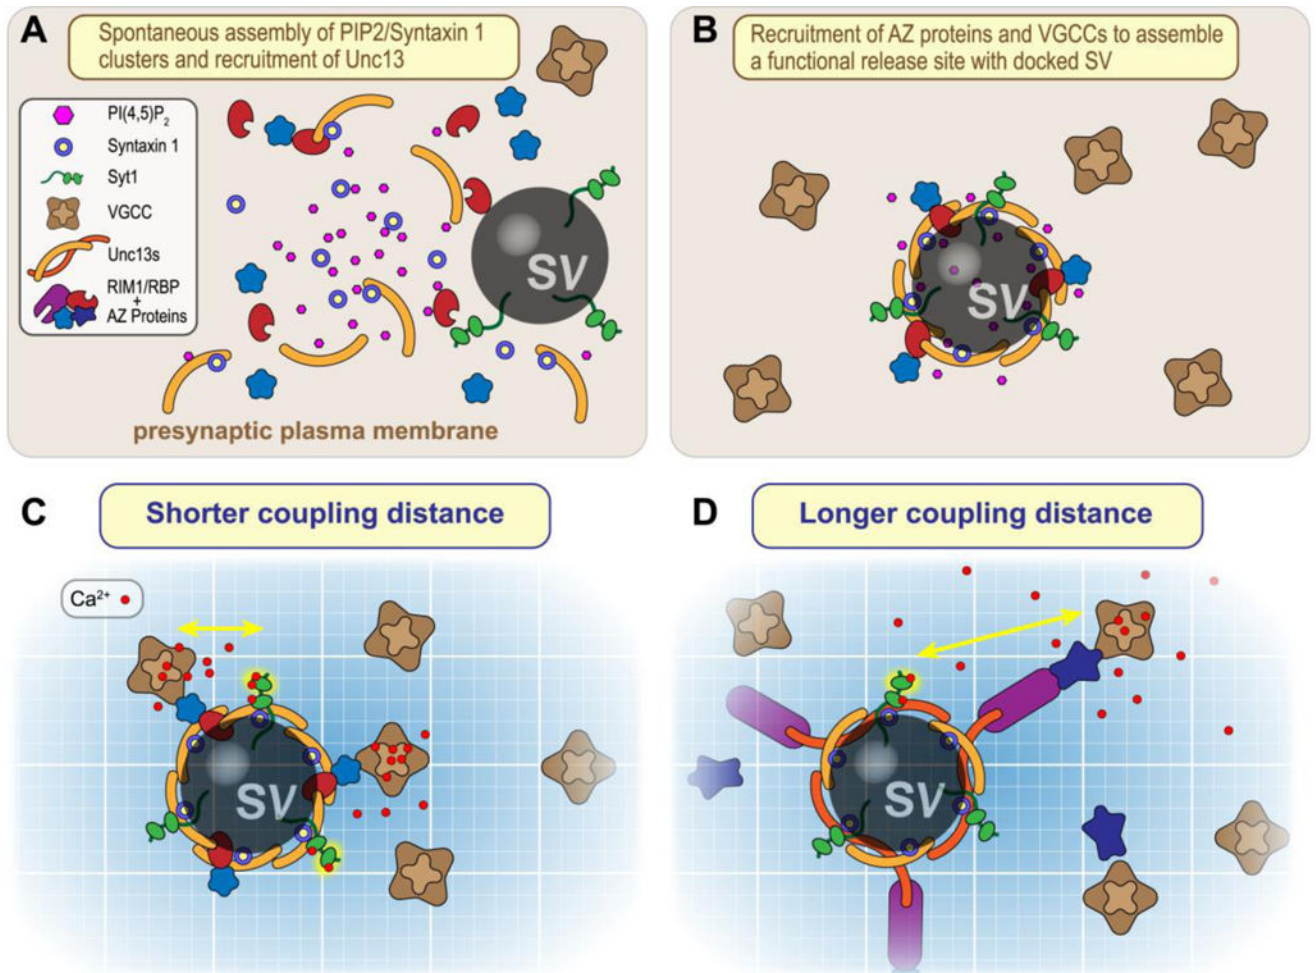 A
Spontaneous assembly of PIP2/Syntaxin 1
clusters and recruitment of Unc13
PI(4,5)P₂
Syntaxin 1
Syt1
VGCC
Unc13s
RIM1/RBP
+
AZ Proteins
SV
presynaptic plasma membrane
B
Recruitment of AZ proteins and VGCCs to assemble
a functional release site with docked SV
SV
C
Shorter coupling distance
Ca²⁺
SV
D
Longer coupling distance
SV